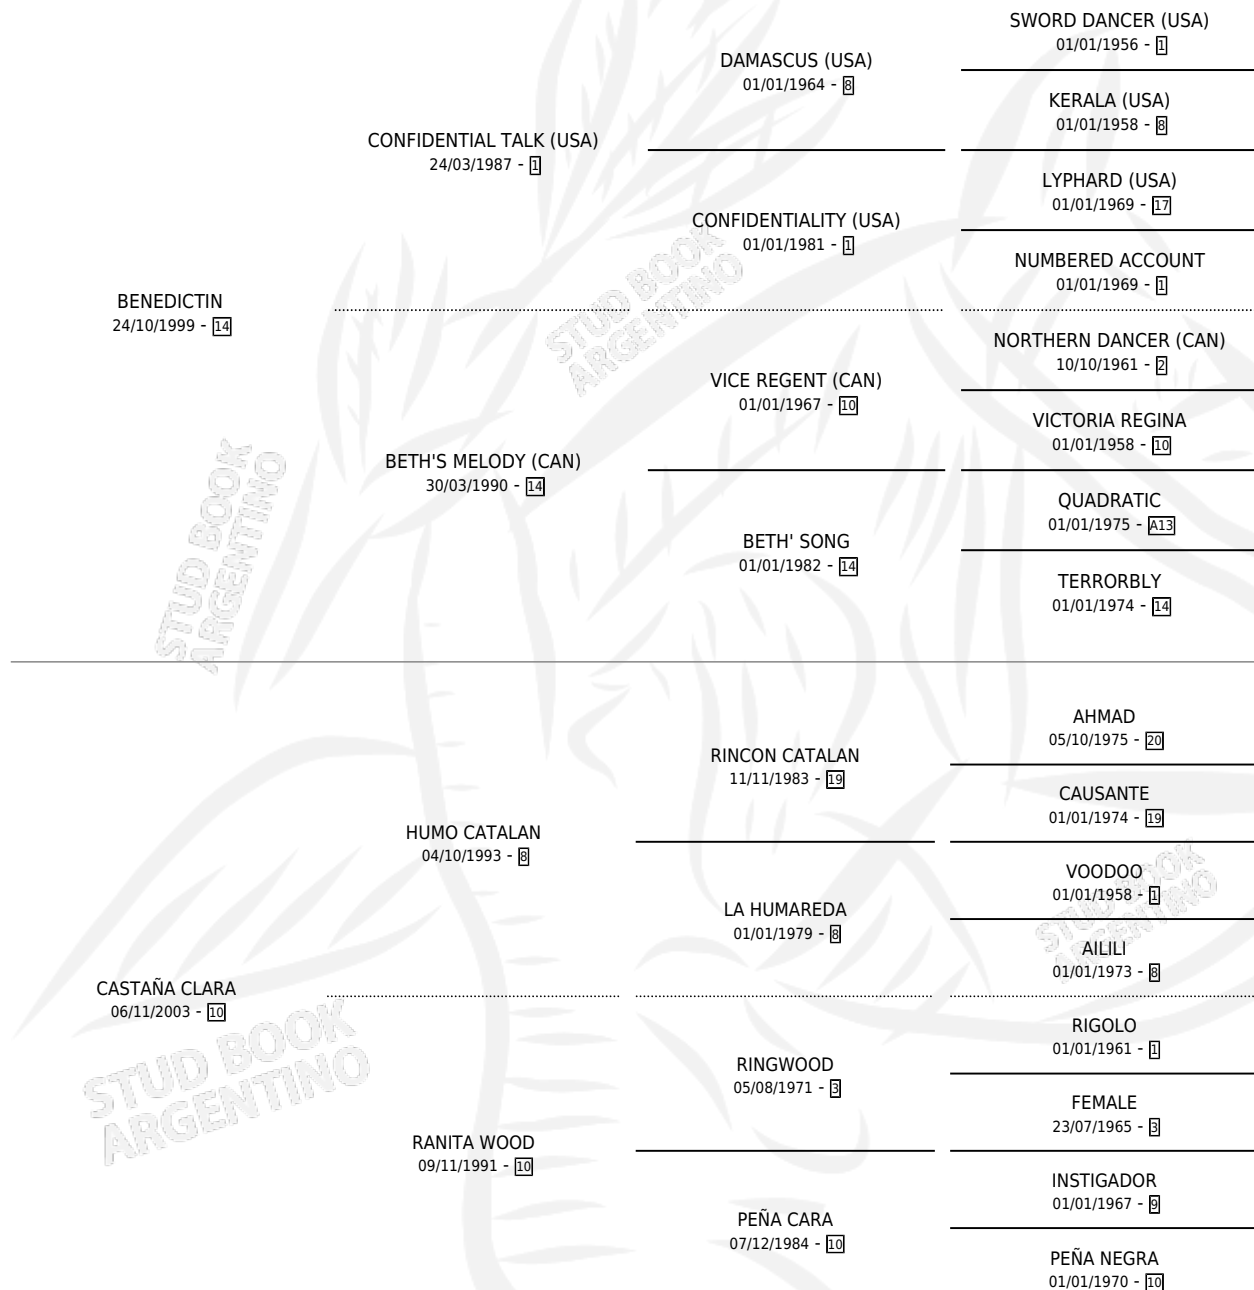 SWORD DANCER (USA)
01/01/1956 - 1
DAMASCUS (USA)
01/01/1964 - 8
KERALA (USA)
01/01/1958 - 8
CONFIDENTIAL TALK (USA)
24/03/1987 - 1
LYPHARD (USA)
01/01/1969 - 17
CONFIDENTIALITY (USA)
01/01/1981 - 1
NUMBERED ACCOUNT
01/01/1969 - 1
BENEDICTIN
24/10/1999 - 14
NORTHERN DANCER (CAN)
10/10/1961 - 2
VICE REGENT (CAN)
01/01/1967 - 10
VICTORIA REGINA
01/01/1958 - 10
BETH'S MELODY (CAN)
30/03/1990 - 14
QUADRATIC
01/01/1975 - A13
BETH' SONG
01/01/1982 - 14
TERRORBLY
01/01/1974 - 14
AHMAD
05/10/1975 - 20
RINCON CATALAN
11/11/1983 - 19
CAUSANTE
01/01/1974 - 19
HUMO CATALAN
04/10/1993 - 8
VOODOO
01/01/1958 - 1
LA HUMAREDA
01/01/1979 - 8
AILILI
01/01/1973 - 8
CASTAÑA CLARA
06/11/2003 - 10
RIGOLO
01/01/1961 - 1
RINGWOOD
05/08/1971 - 3
FEMALE
23/07/1965 - 3
RANITA WOOD
09/11/1991 - 10
INSTIGADOR
01/01/1967 - 9
PEÑA CARA
07/12/1984 - 10
PEÑA NEGRA
01/01/1970 - 10
STUD BOOK
ARGENTINO
STUD BOOK
ARGENTINO
STUD BOOK
ARGENTINO
STUD BOOK
ARGENTINO